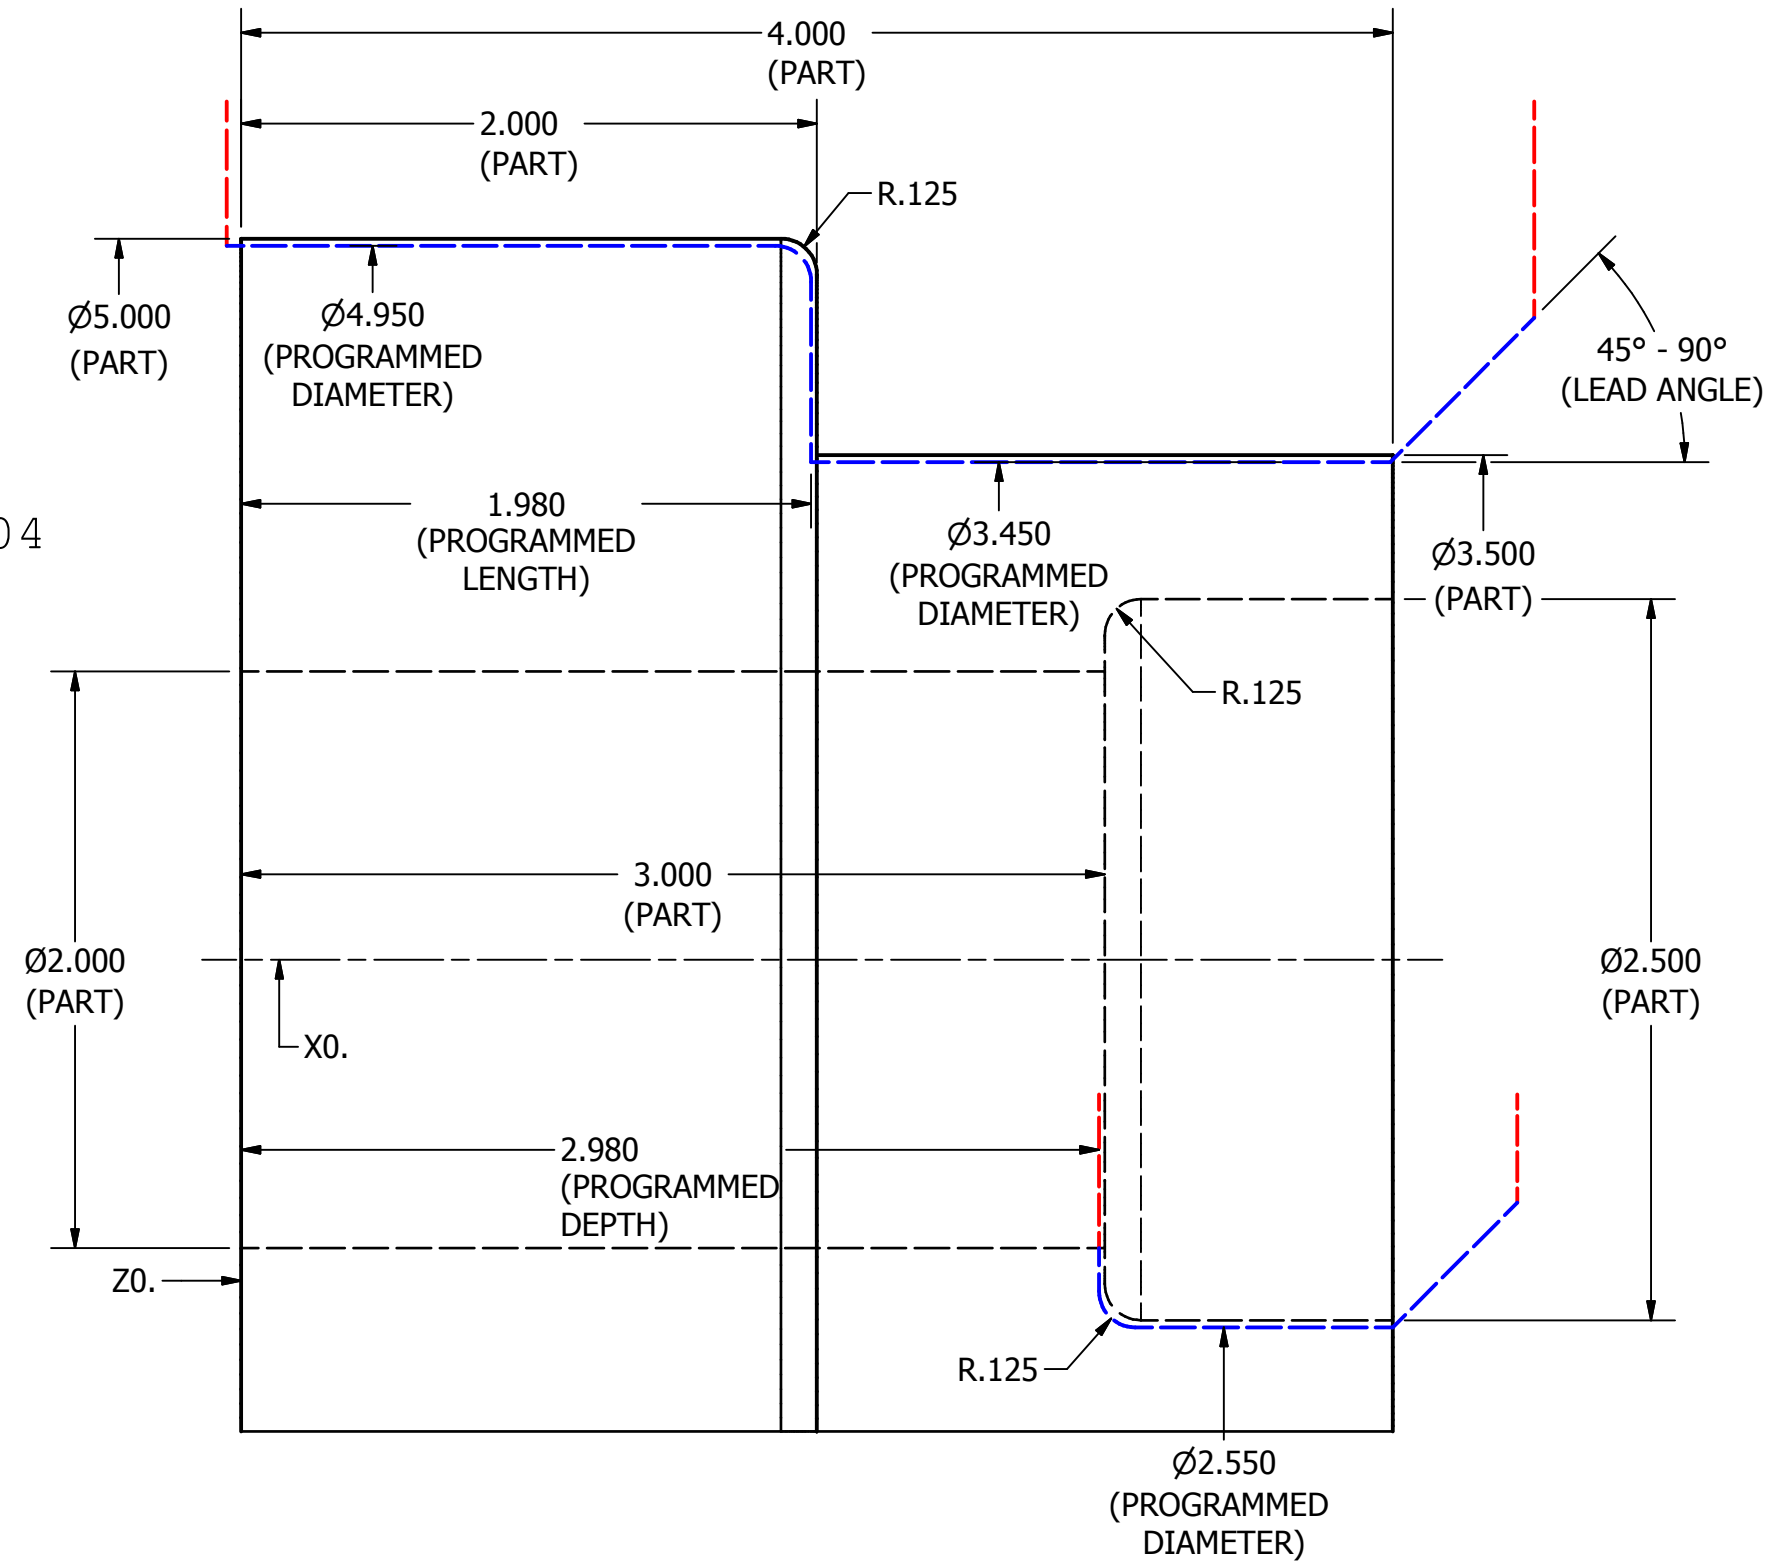 4.000
(PART)
2.000
(PART)
R.125
Ø5.000
(PART)
Ø4.950
(PROGRAMMED
DIAMETER)
45° - 90°
(LEAD ANGLE)
1.980
(PROGRAMMED
LENGTH)
04
Ø3.450
(PROGRAMMED
DIAMETER)
Ø3.500
(PART)
R.125
3.000
(PART)
Ø2.000
(PART)
Ø2.500
(PART)
X0.
2.980
(PROGRAMMED
DEPTH)
Z0.
R.125
Ø2.550
(PROGRAMMED
DIAMETER)